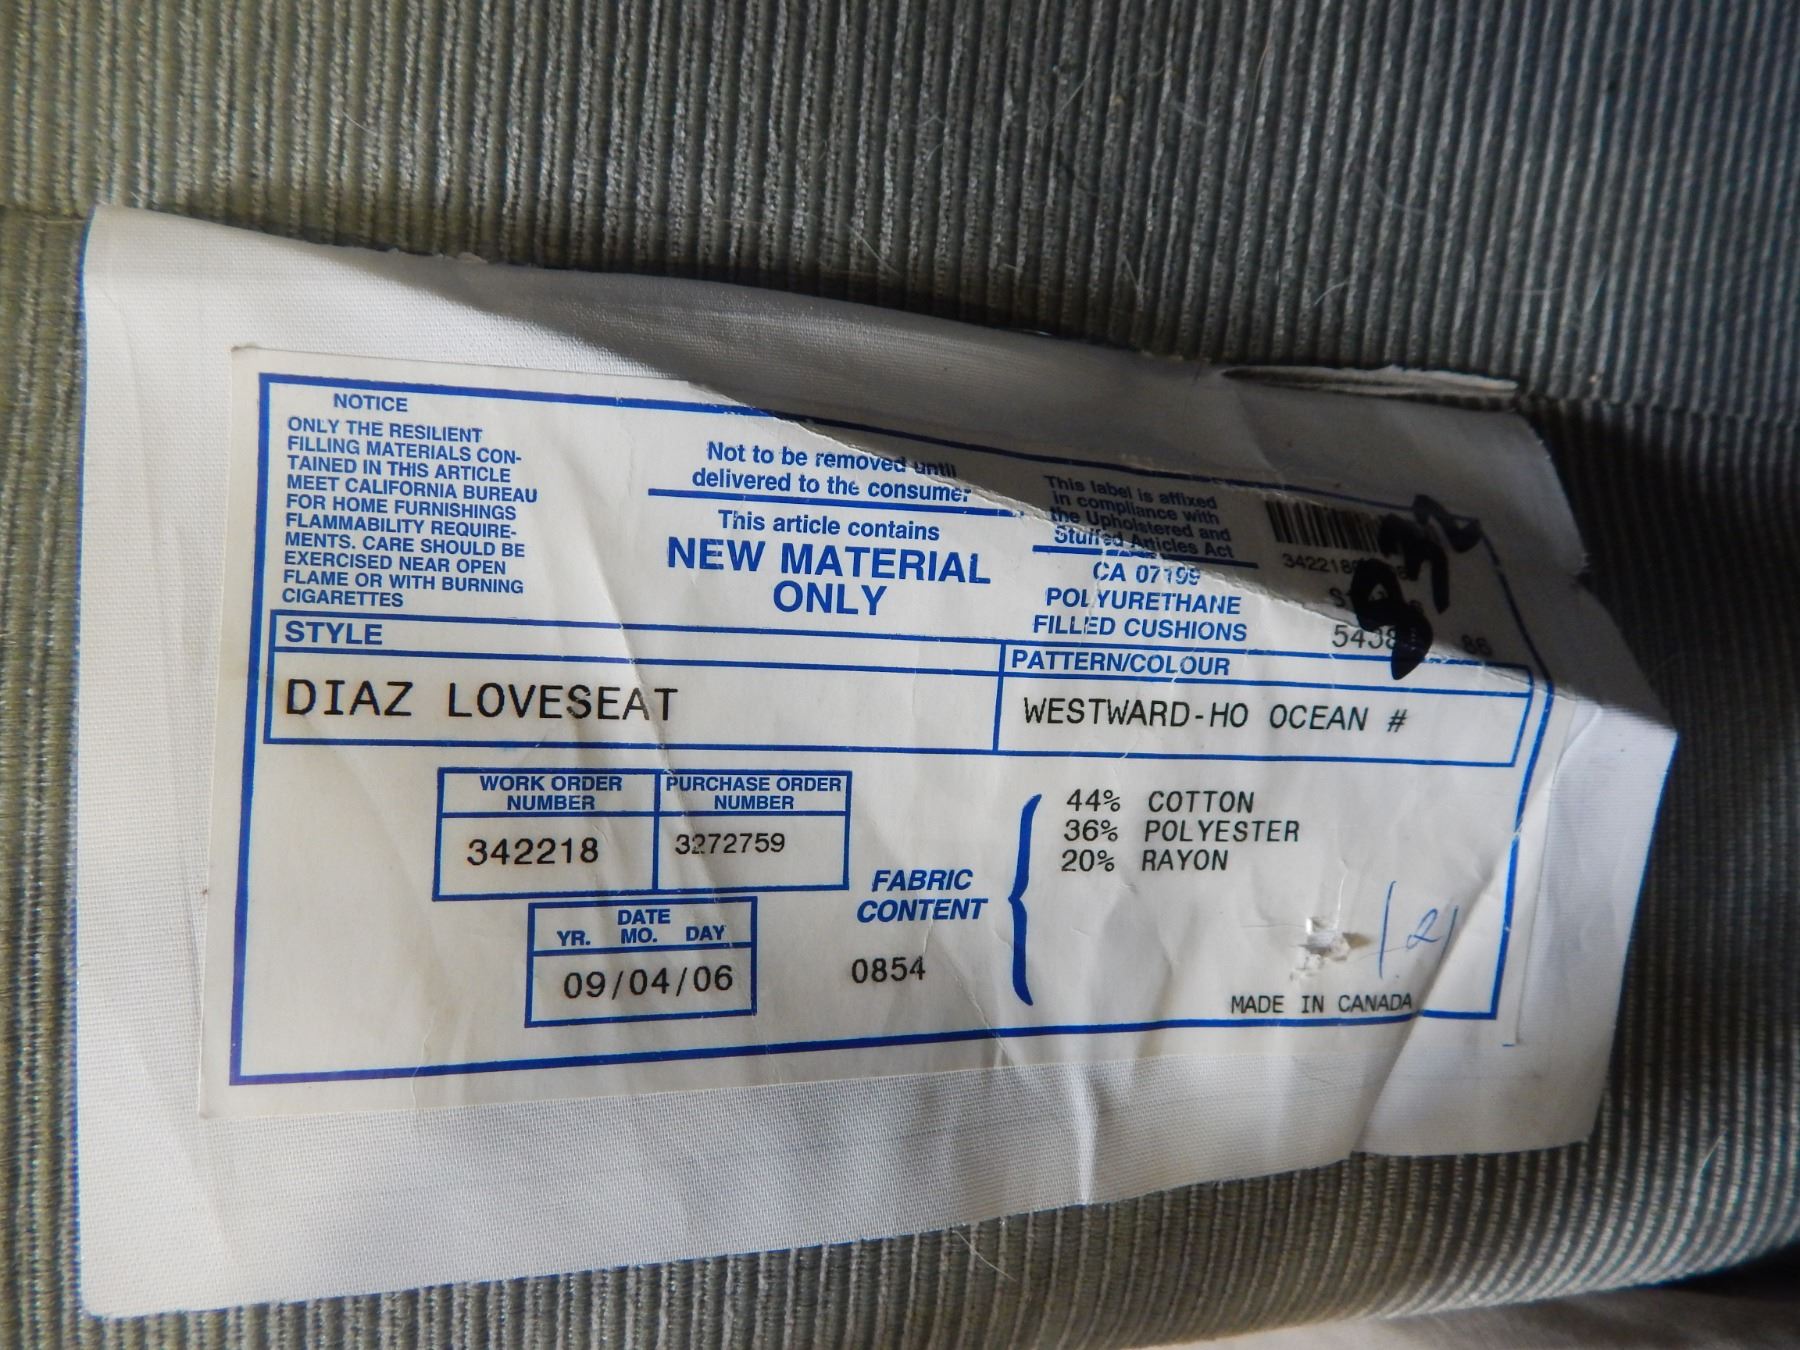 NOTICE
ONLY THE RESILIENT
FILLING MATERIALS CON-
TAINED IN THIS ARTICLE
MEET CALIFORNIA BUREAU
FOR HOME FURNISHINGS
FLAMMABILITY REQUIRE-
MENTS. CARE SHOULD BE
EXERCISED NEAR OPEN
FLAME OR WITH BURNING
CIGARETTES
Not to be removed until
delivered to the consumer
This article contains
NEW MATERIAL
ONLY
This label is affixed
in compliance with
the Upholstered and
Stuffed Articles Act
CA 07199
POLYURETHANE
FILLED CUSHIONS
STYLE
DIAZ LOVESEAT
PATTERN/COLOUR
WESTWARD-HO OCEAN #
WORK ORDER
NUMBER
342218
PURCHASE ORDER
NUMBER
3272759
DATE
YR. MO. DAY
09/04/06
FABRIC
CONTENT
0854
44% COTTON
36% POLYESTER
20% RAYON
MADE IN CANADA